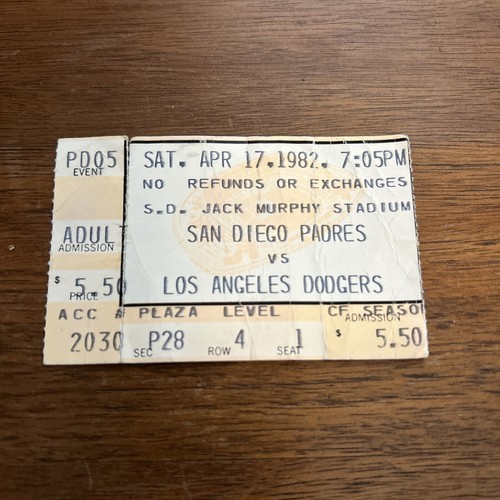 PD05 SAT. APR 17.1982. 7:05PM
EVENT NO REFUNDS OR EXCHANGES
S.D. JACK MURPHY STADIUM
ADULT SAN DIEGO PADRES
ADMISSION VS
$ 5.50 LOS ANGELES DODGERS
PRICE
ACC # PLAZA LEVEL CF SEASO
ADMISSION
2030 SEC P28 ROW 4 SEAT 1 $ 5.50